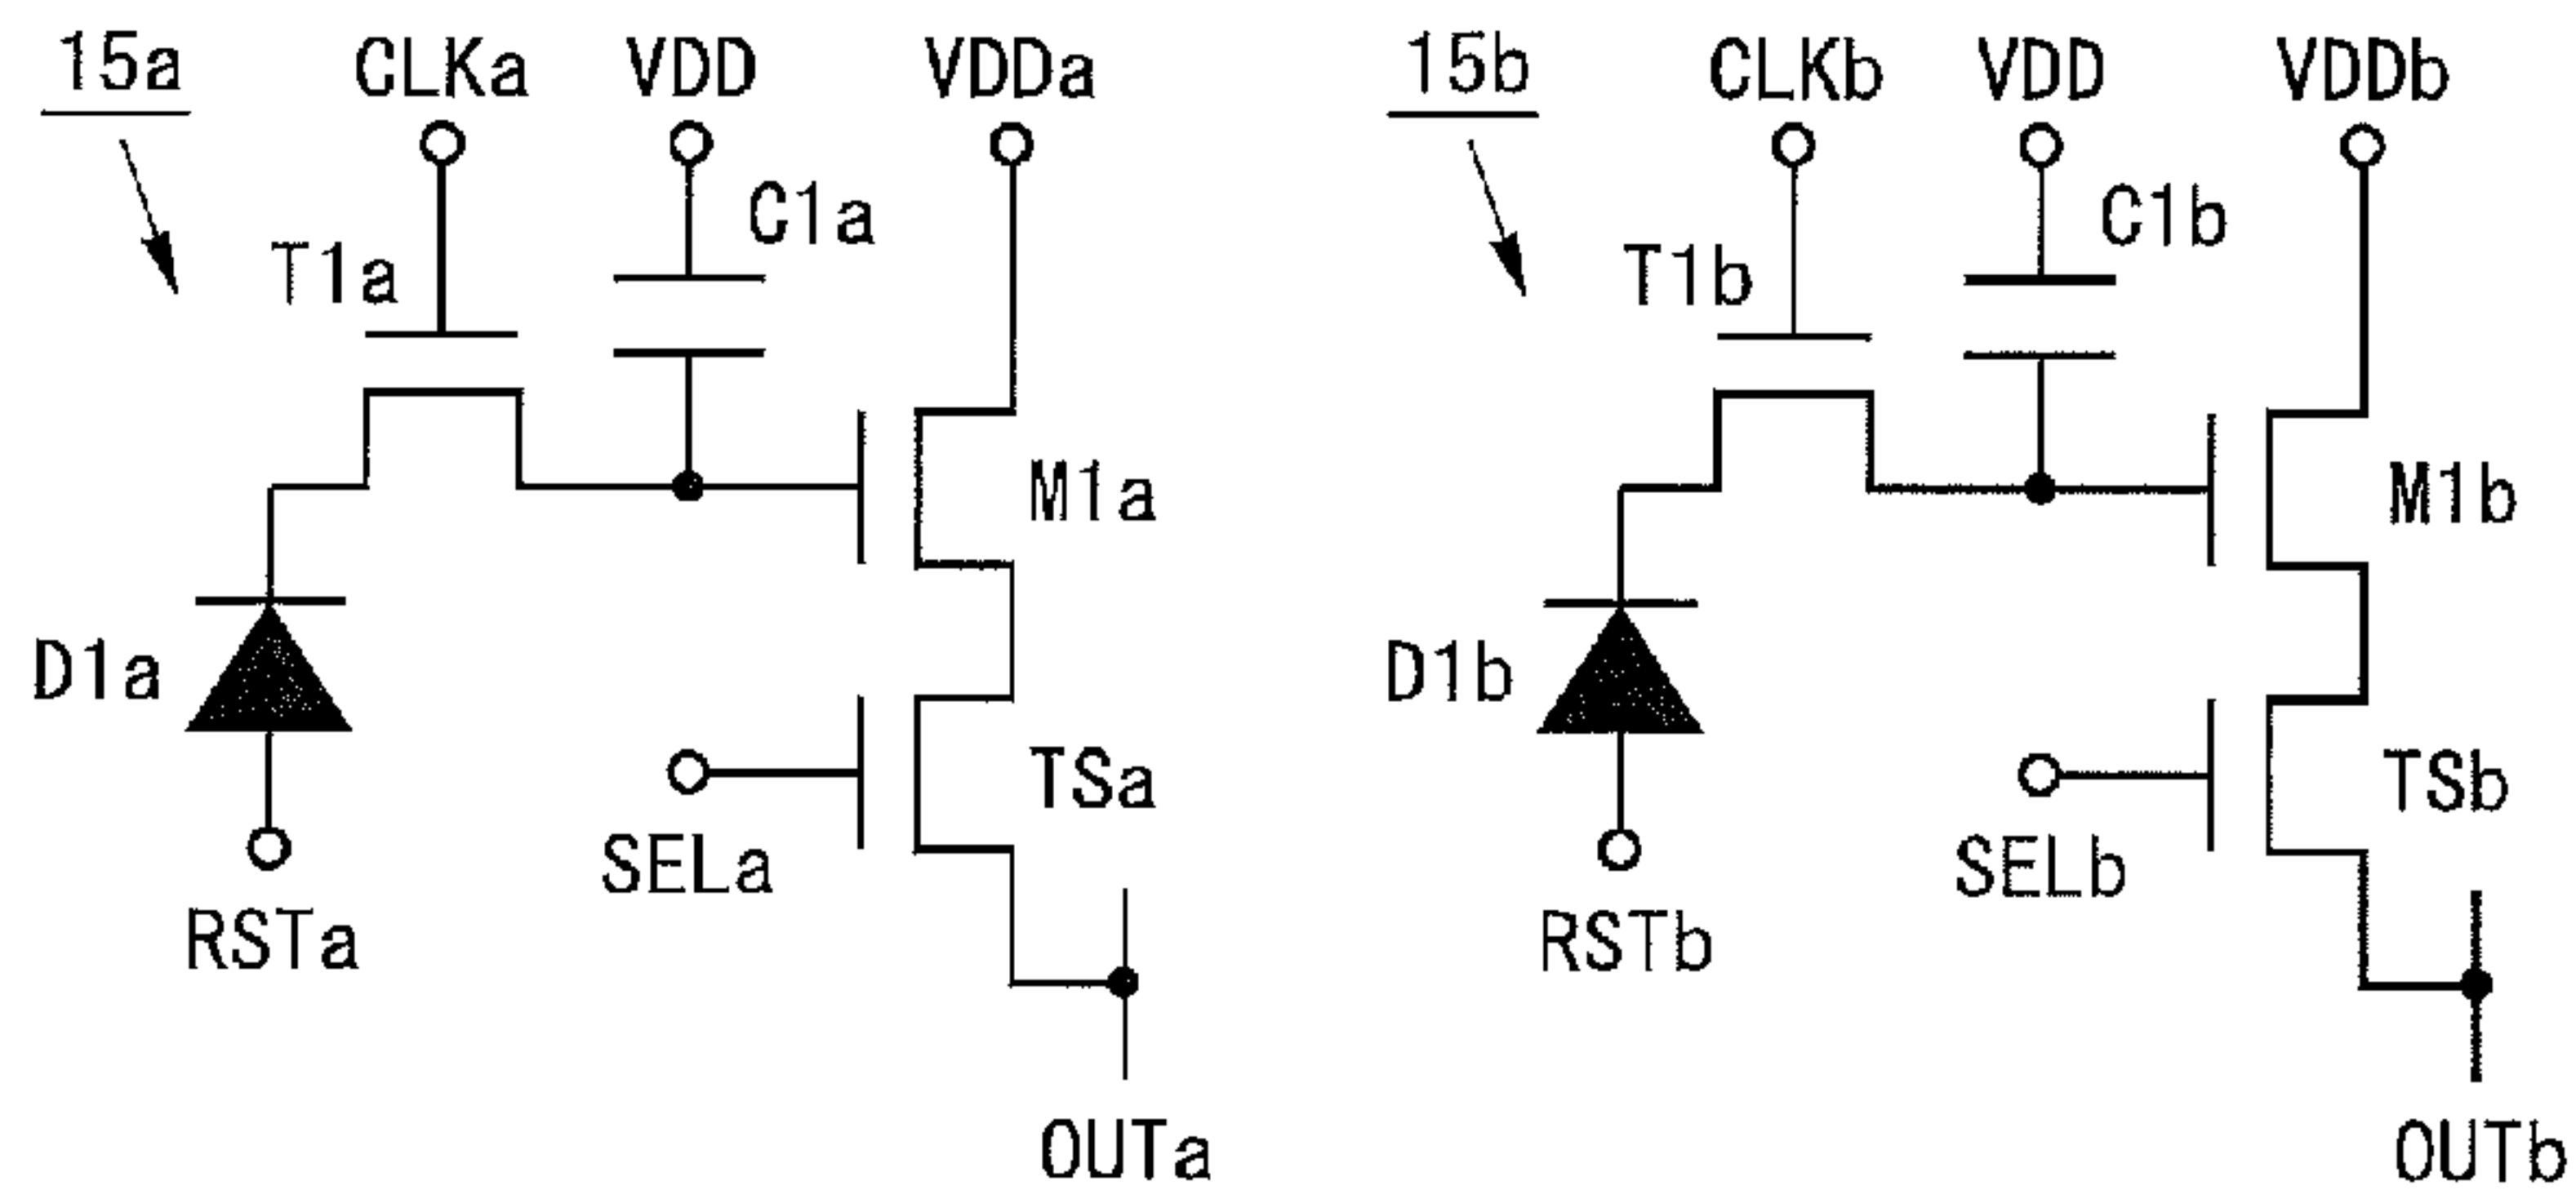 15a CLKa VDD VDDa 15b CLKb VDD VDDb
C1a C1b
T1a T1b
M1a M1b
D1a D1b
TSa TSb
SELa SELb
RSTa RSTb
OUTa OUTb